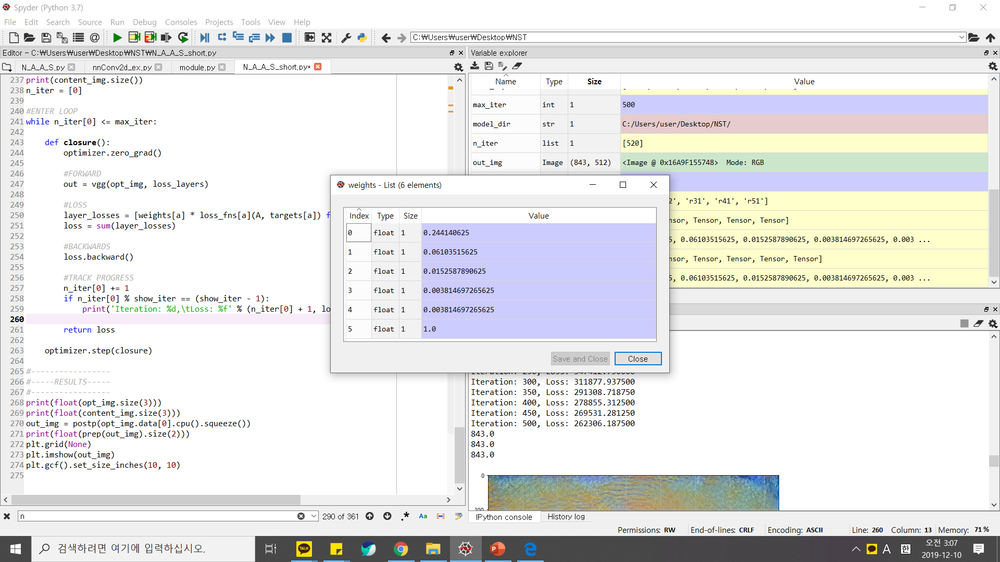 Spyder (Python 3.7)
File Edit Search Source Run Debug Consoles Projects Tools View Help
C:₩Users₩user₩Desktop₩NST
Editor - C:₩Users₩user₩Desktop₩NST₩N_A_A_S_short.py
N_A_A_S.py nnConv2d_ex.py module.py N_A_A_S_short.py*
237 print(content_img.size())
238 n_iter = [0]
239
240 #ENTER LOOP
241 while n_iter[0] <= max_iter:
242
243 def closure():
244 optimizer.zero_grad()
245
246 #FORWARD
247 out = vgg(opt_img, loss_layers)
248
249 #LOSS
250 layer_losses = [weights[a] * loss_fns[a](A, targets[a]) f
251 loss = sum(layer_losses)
252
253 #BACKWARDS
254 loss.backward()
255
256 #TRACK PROGRESS
257 n_iter[0] += 1
258 if n_iter[0] % show_iter == (show_iter - 1):
259 print('Iteration: %d,\tLoss: %f' % (n_iter[0] + 1, lo
260
261 return loss
262
263 optimizer.step(closure)
264
265 #-----------------
266 #-----RESULTS-----
267 #-----------------
268 print(float(opt_img.size(3)))
269 print(float(content_img.size(3)))
270 out_img = postp(opt_img.data[0].cpu().squeeze())
271 print(float(prep(out_img).size(2)))
272 plt.grid(None)
273 plt.imshow(out_img)
274 plt.gcf().set_size_inches(10, 10)
275
n 290 of 361 .* Aa
Variable explorer
Name Type Size Value
max_iter int 1 500
model_dir str 1 C:/Users/user/Desktop/NST/
n_iter list 1 [520]
out_img Image (843, 512) <Image @ 0x16A9F155748> Mode: RGB
2', 'r31', 'r41', 'r51']
nsor, Tensor, Tensor, Tensor]
5, 0.06103515625, 0.0152587890625, 0.003814697265625, 0.003 ...
nsor, Tensor, Tensor, Tensor, Tensor]
5, 0.06103515625, 0.0152587890625, 0.003814697265625, 0.003 ...
weights - List (6 elements)
Index Type Size Value
0 float 1 0.244140625
1 float 1 0.06103515625
2 float 1 0.0152587890625
3 float 1 0.003814697265625
4 float 1 0.003814697265625
5 float 1 1.0
Save and Close Close
Iteration: 300, Loss: 311877.937500
Iteration: 350, Loss: 291308.718750
Iteration: 400, Loss: 278855.312500
Iteration: 450, Loss: 269531.281250
Iteration: 500, Loss: 262306.187500
843.0
843.0
843.0
0
100
IPython console History log
Permissions: RW End-of-lines: CRLF Encoding: ASCII Line: 260 Column: 13 Memory: 71 %
검색하려면 여기에 입력하십시오.
TALK
A 한
오전 3:07
2019-12-10